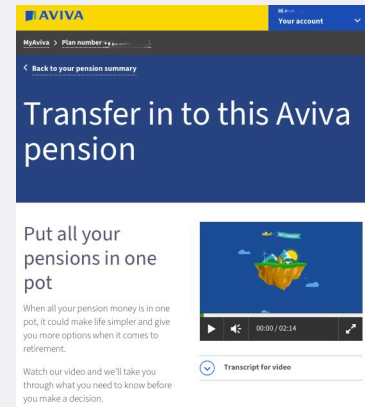 AVIVA
Your account
MyAviva > Plan number
< Back to your pension summary
Transfer in to this Aviva
pension
Put all your
pensions in one
pot
When all your pension money is in one
pot, it could make life simpler and give
you more options when it comes to
retirement.
Watch our video and we'll take you
through what you need to know before
you make a decision.
00:00 / 02:14
Transcript for video